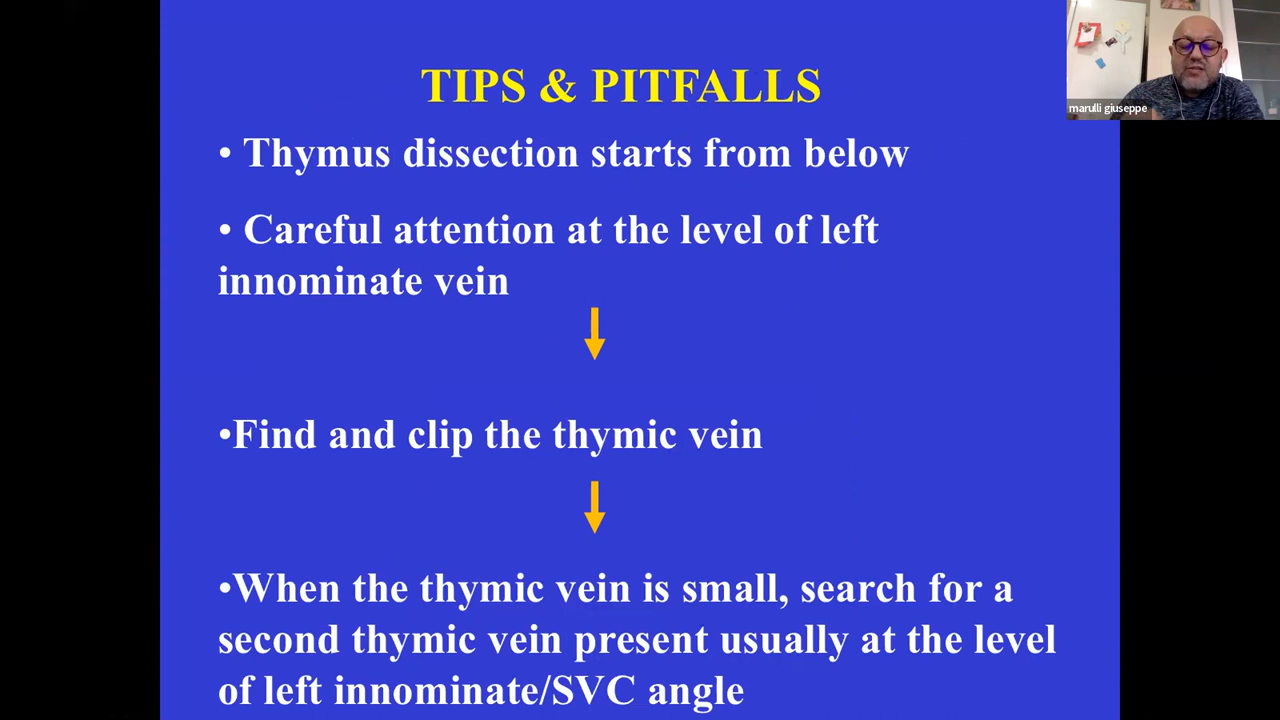 TIPS & PITFALLS
marulli giuseppe
• Thymus dissection starts from below
• Careful attention at the level of left
innominate vein
•Find and clip the thymic vein
•When the thymic vein is small, search for a
second thymic vein present usually at the level
of left innominate/SVC angle